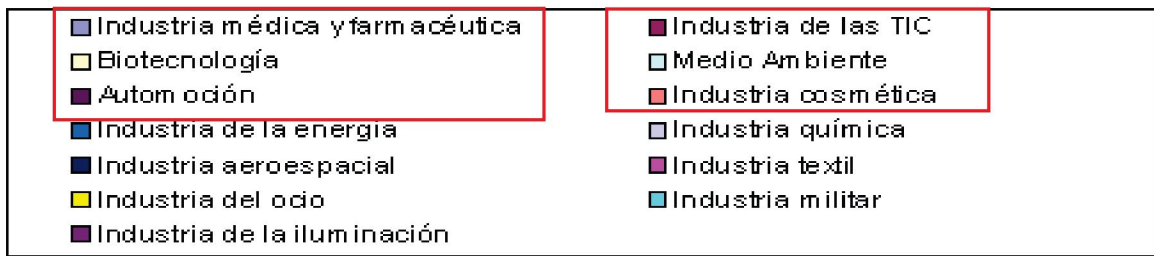 Industria médica y farmacéutica
Industria de las TIC
Biotecnología
Medio Ambiente
Automoción
Industria cosmética
Industria de la energía
Industria química
Industria aeroespacial
Industria textil
Industria del ocio
Industria militar
Industria de la iluminación